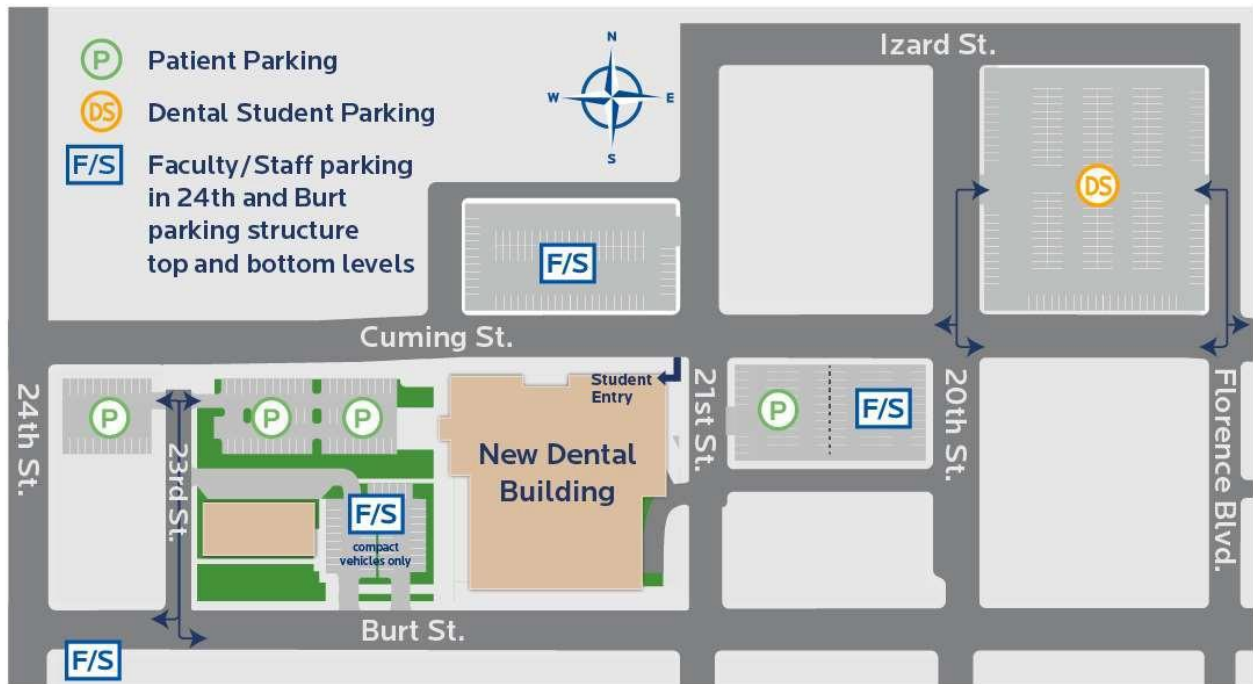 P Patient Parking
DS Dental Student Parking
F/S Faculty/Staff parking
in 24th and Burt
parking structure
top and bottom levels
N
W E
S
Izard St.
DS
F/S
Cuming St.
24th St.
P
23rd St.
P
P
F/S
compact
vehicles only
New Dental
Building
Student
Entry
21st St.
P
F/S
20th St.
Florence Blvd.
Burt St.
F/S